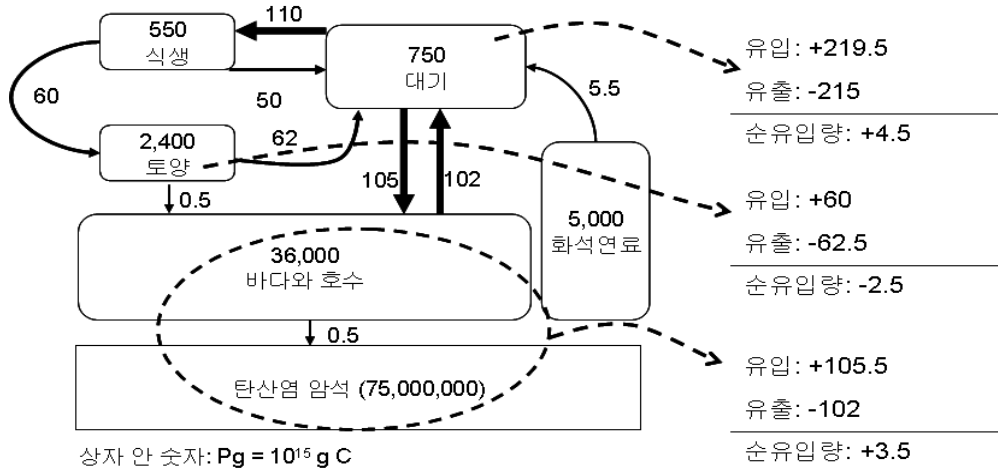 110
550
식생
750
대기
60
50
5.5
2,400
토양
62
0.5
105
102
36,000
바다와 호수
5,000
화석연료
0.5
탄산염 암석 (75,000,000)
상자 안 숫자: Pg = 10¹⁵ g C
유입: +219.5
유출: -215
순유입량: +4.5
유입: +60
유출: -62.5
순유입량: -2.5
유입: +105.5
유출: -102
순유입량: +3.5